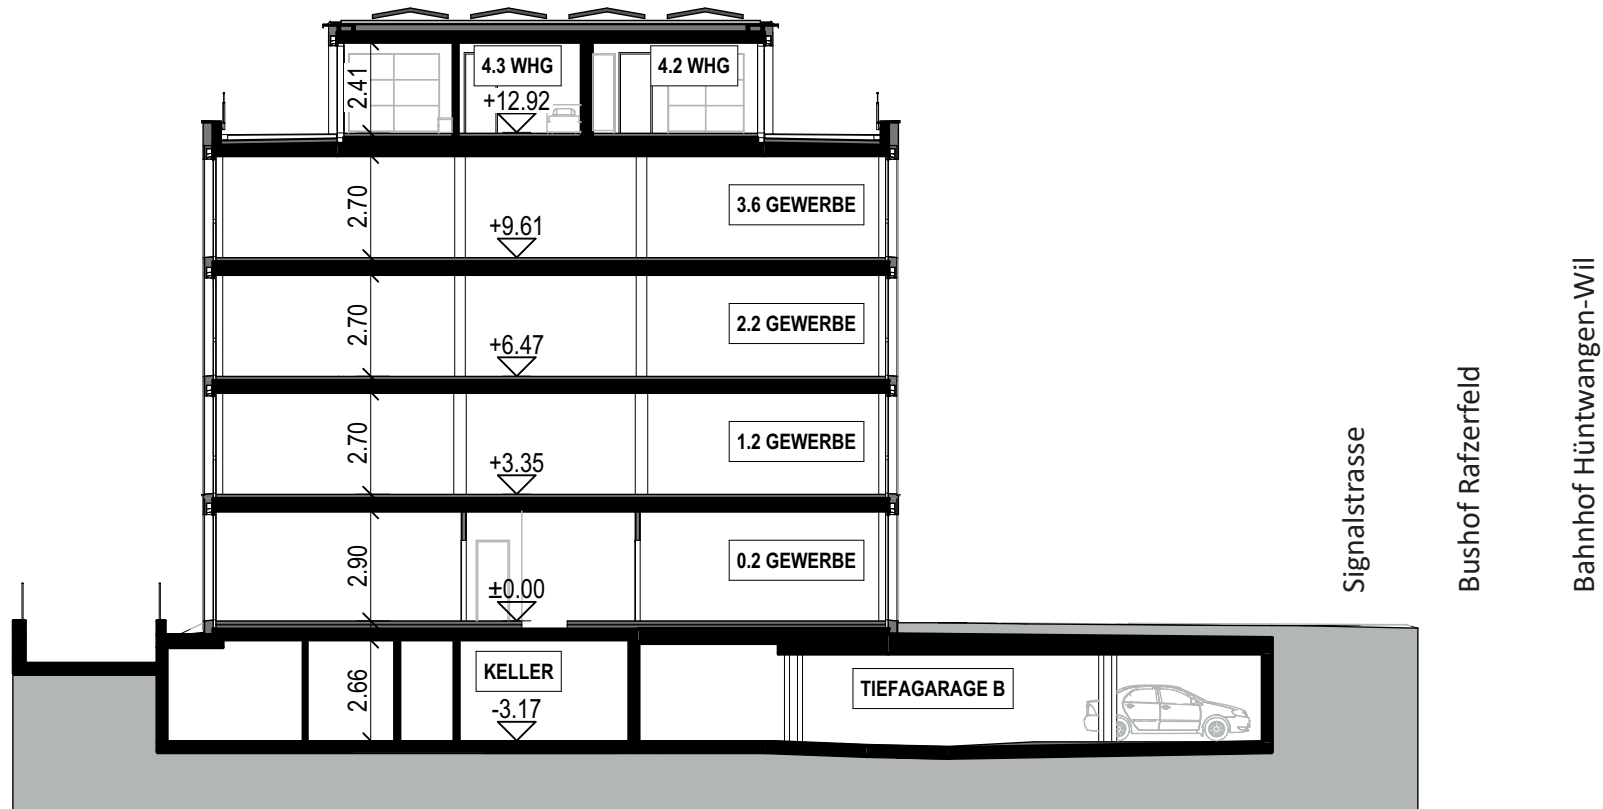 4.3 WHG
4.2 WHG
2.41
+12.92
3.6 GEWERBE
2.70
+9.61
2.2 GEWERBE
2.70
+6.47
1.2 GEWERBE
2.70
+3.35
0.2 GEWERBE
2.90
±0.00
KELLER
2.66
-3.17
TIEFAGARAGE B
Signalstrasse
Bushof Rafzerfeld
Bahnhof Hüntwangen-Wil